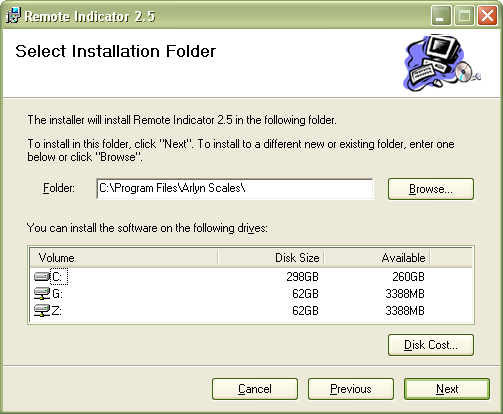 Remote Indicator 2.5
Select Installation Folder
The installer will install Remote Indicator 2.5 in the following folder.
To install in this folder, click "Next". To install to a different new or existing folder, enter one
below or click "Browse".
Folder: C:\Program Files\Arlyn Scales\ Browse...
You can install the software on the following drives:
Volume Disk Size Available
C: 298GB 260GB
G: 62GB 3388MB
Z: 62GB 3388MB
Disk Cost...
Cancel Previous Next